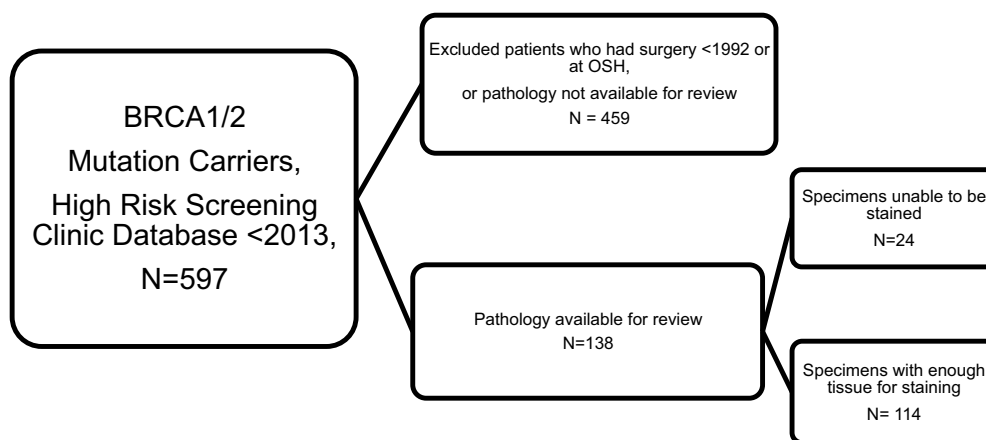 BRCA1/2
Mutation Carriers,
High Risk Screening
Clinic Database <2013,
N=597
Excluded patients who had surgery <1992 or
at OSH,
or pathology not available for review
N = 459
Pathology available for review
N=138
Specimens unable to be
stained
N=24
Specimens with enough
tissue for staining
N= 114